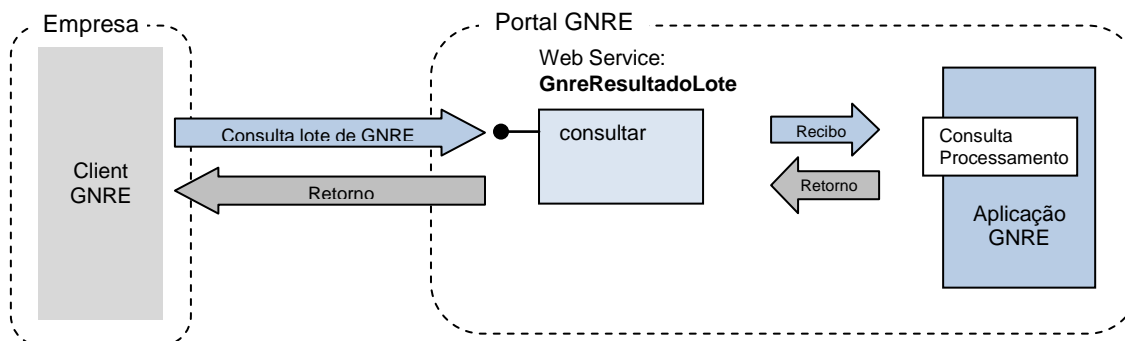 Empresa
Portal GNRE
Web Service:
GnreResultadoLote
Consulta lote de GNRE
consultar
Recibo
Consulta
Processamento
Client
GNRE
Retorno
Retorno
Aplicação
GNRE